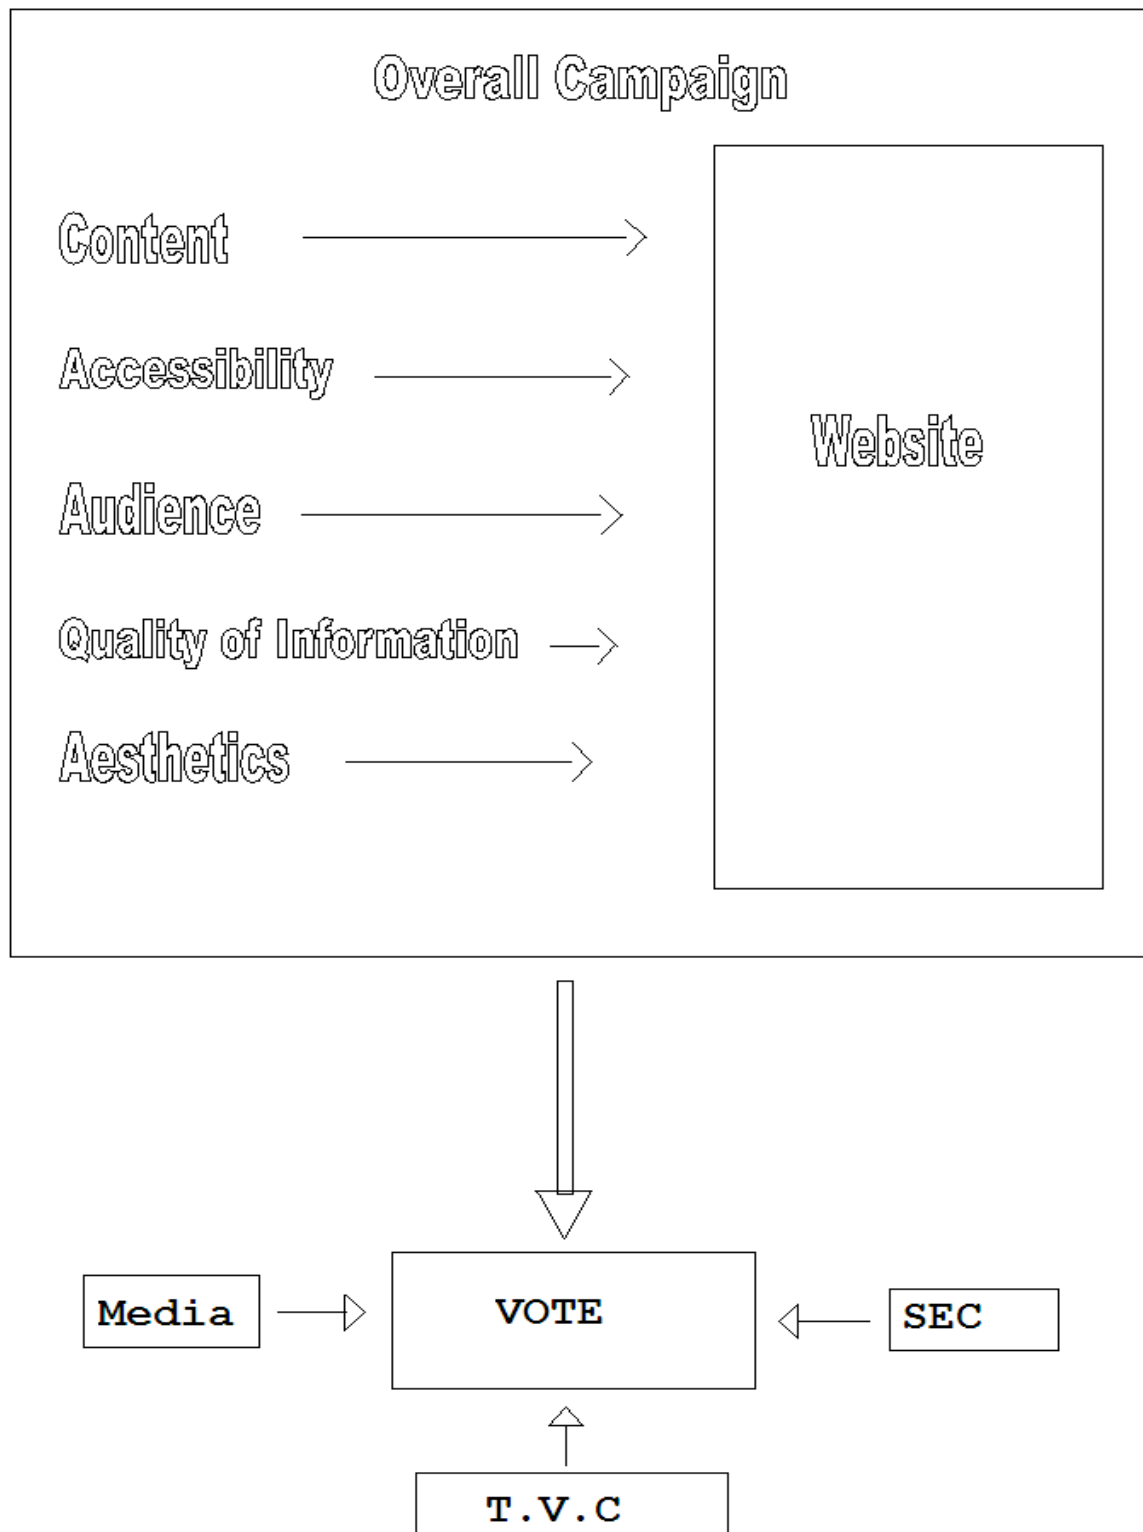 Overall Campaign
Content
Accessibility
Website
Audience
Quality of Information
Aesthetics
Media
VOTE
SEC
T.V.C